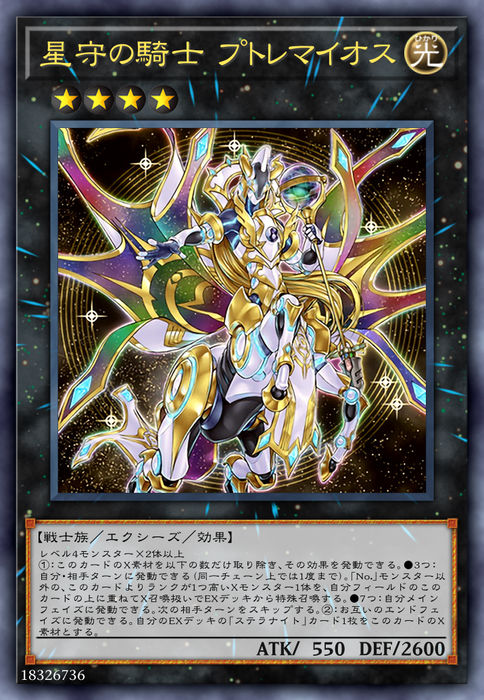 星守の騎士 プトレマイオス
ひかり
光
【戦士族／エクシーズ／効果】
レベル4モンスター×2体以上
①：このカードのX素材を以下の数だけ取り除き、その効果を発動できる。●3つ：
自分・相手ターンに発動できる（同一チェーン上では1度まで）。「No.」モンスター以
外の、このカードよりランクが1つ高いXモンスター1体を、自分フィールドのこの
カードの上に重ねてX召喚扱いでEXデッキから特殊召喚する。●7つ：自分メイン
フェイズに発動できる。次の相手ターンをスキップする。②：お互いのエンドフェ
イズに発動できる。自分のEXデッキの「ステラナイト」カード1枚をこのカードのX
素材とする。
ATK/ 550 DEF/2600
18326736